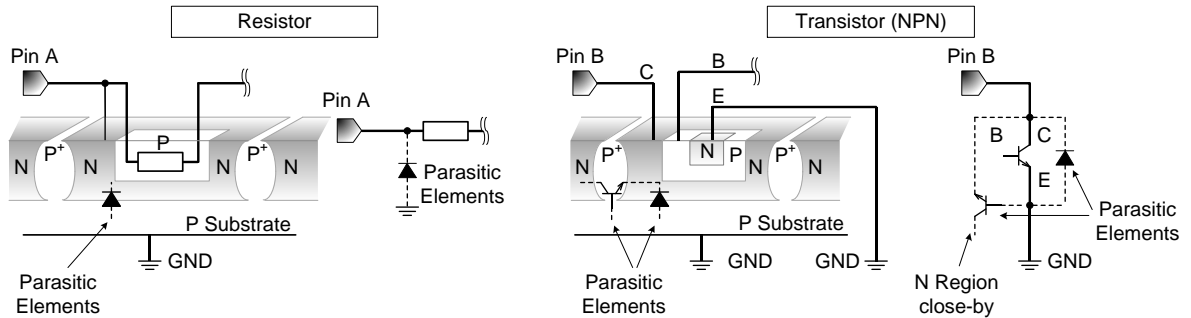 Resistor
Transistor (NPN)
Pin A
Pin B
C
B
E
Pin B
Pin A
N
P+
N
P
P+
N
N
Parasitic
Elements
N
P+
N
N
P
P+
N
N
B
C
E
P Substrate
GND
Parasitic
Elements
P Substrate
GND
GND
Parasitic
Elements
Parasitic
Elements
GND
N Region
close-by